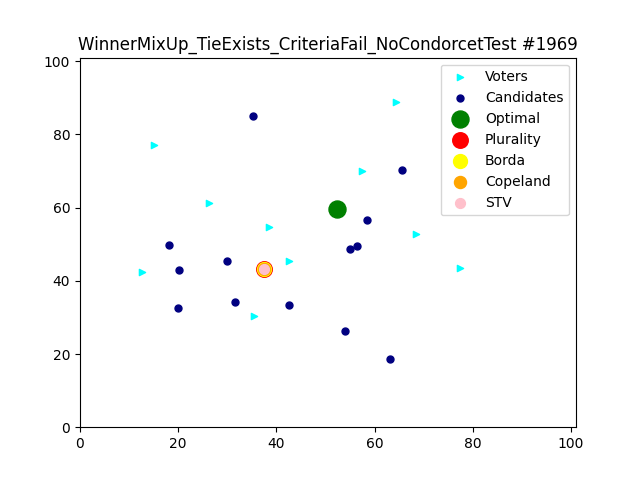 WinnerMixUp_TieExists_CriteriaFail_NoCondorcetTest #1969
100
80
60
40
20
0
0 20 40 60 80 100
Voters
Candidates
Optimal
Plurality
Borda
Copeland
STV